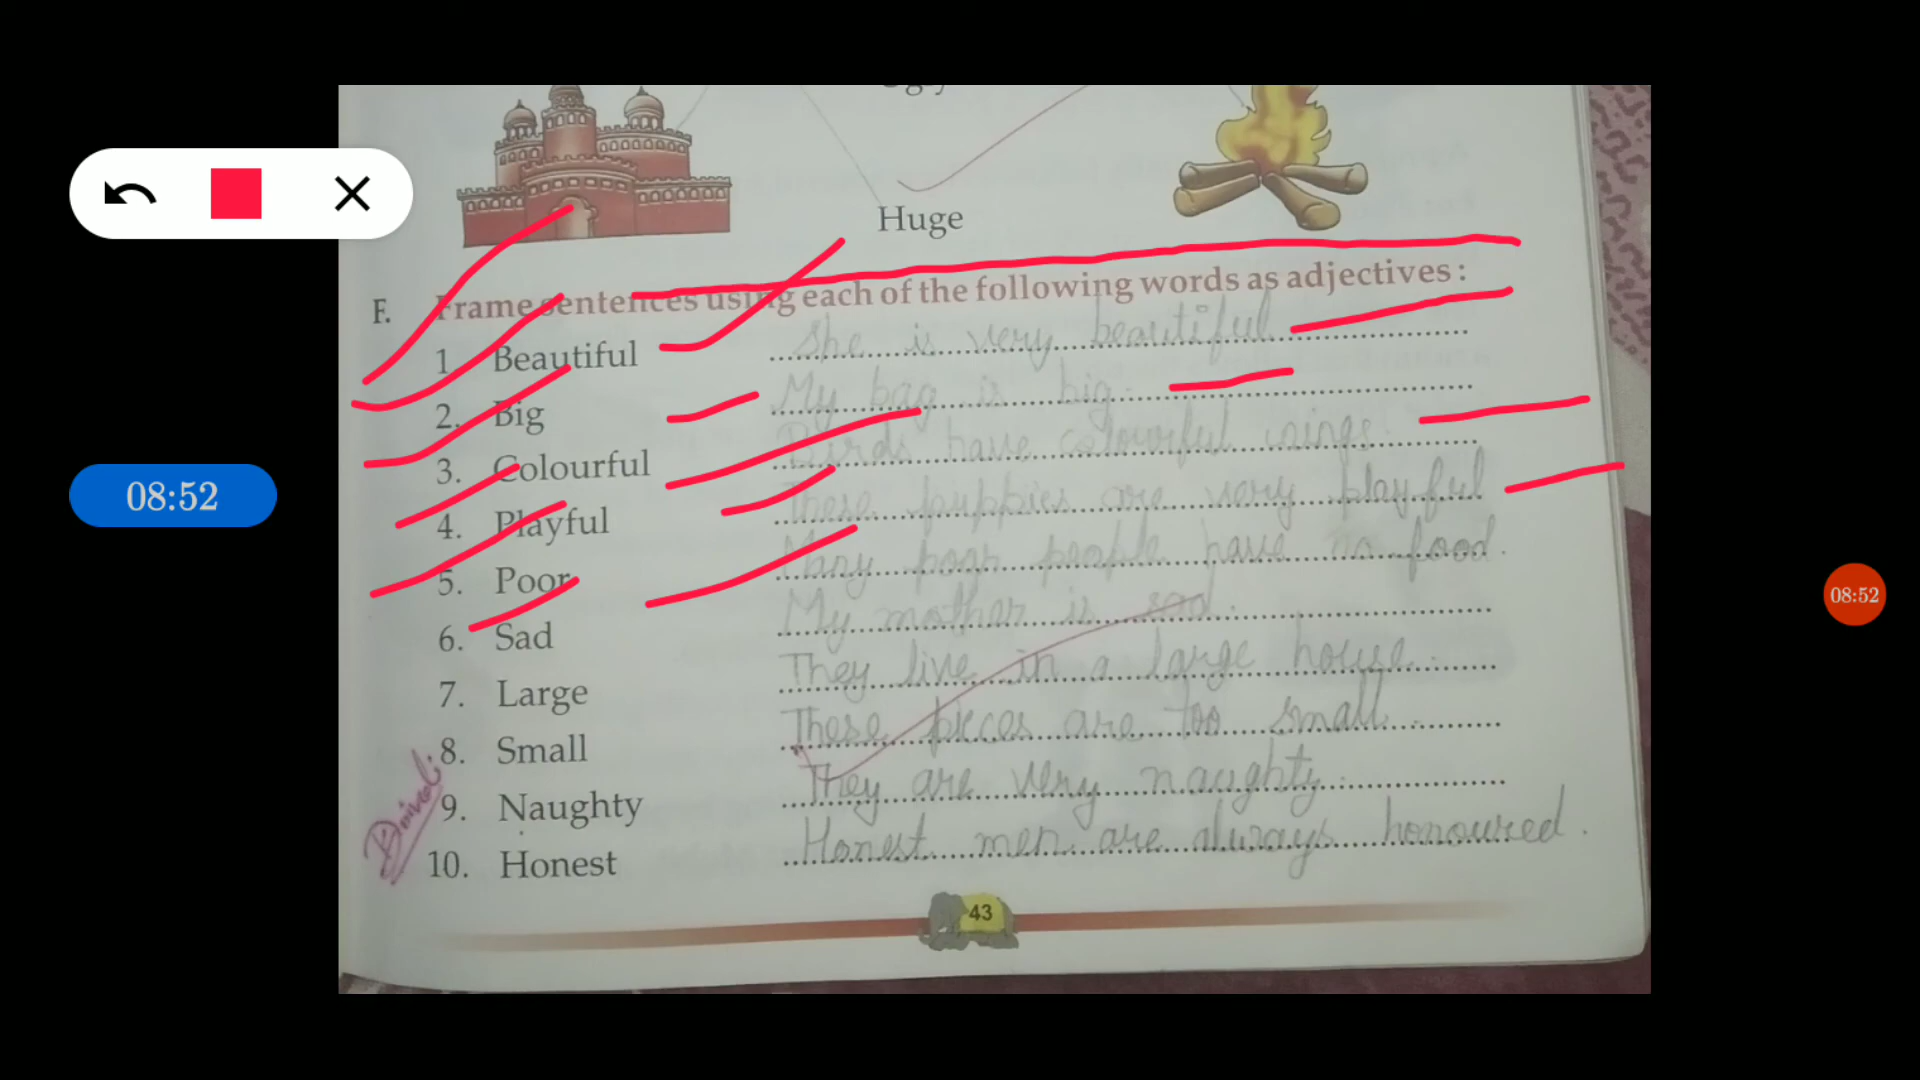 Huge
F. Frame sentences using each of the following words as adjectives :
1. Beautiful She is very beautiful.
2. Big My bag is big.
3. Colourful Birds have colourful wings.
4. Playful These puppies are very playful
5. Poor Many poor people have no food.
6. Sad My mother is sad.
7. Large They live in a large house.
8. Small These pieces are too small.
9. Naughty They are very naughty.
10. Honest Honest men are always honoured.
43
08:52
08:52